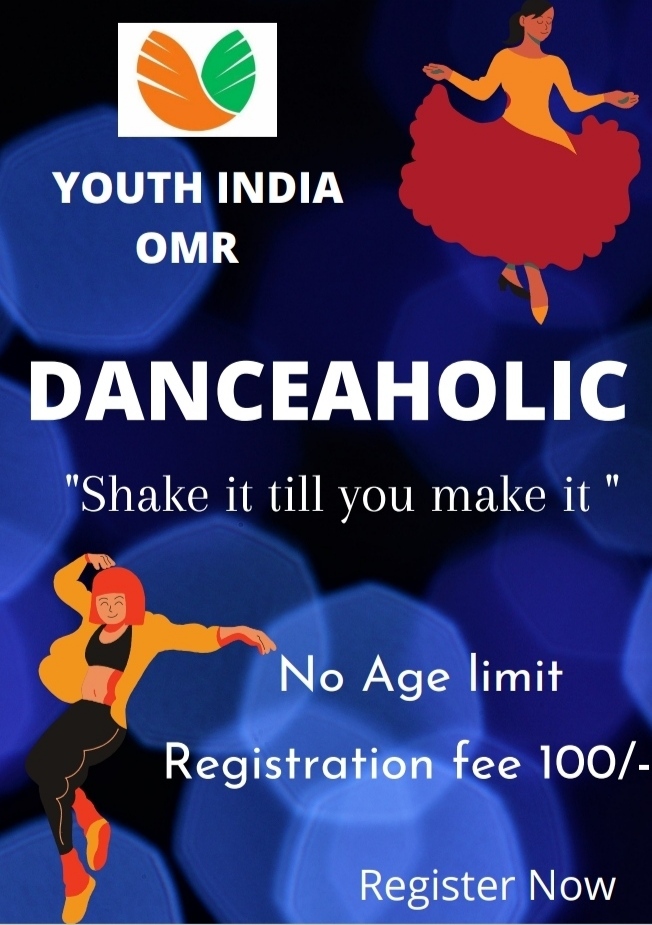 YOUTH INDIA
OMR
DANCEAHOLIC
"Shake it till you make it "
No Age limit
Registration fee 100/-
Register Now